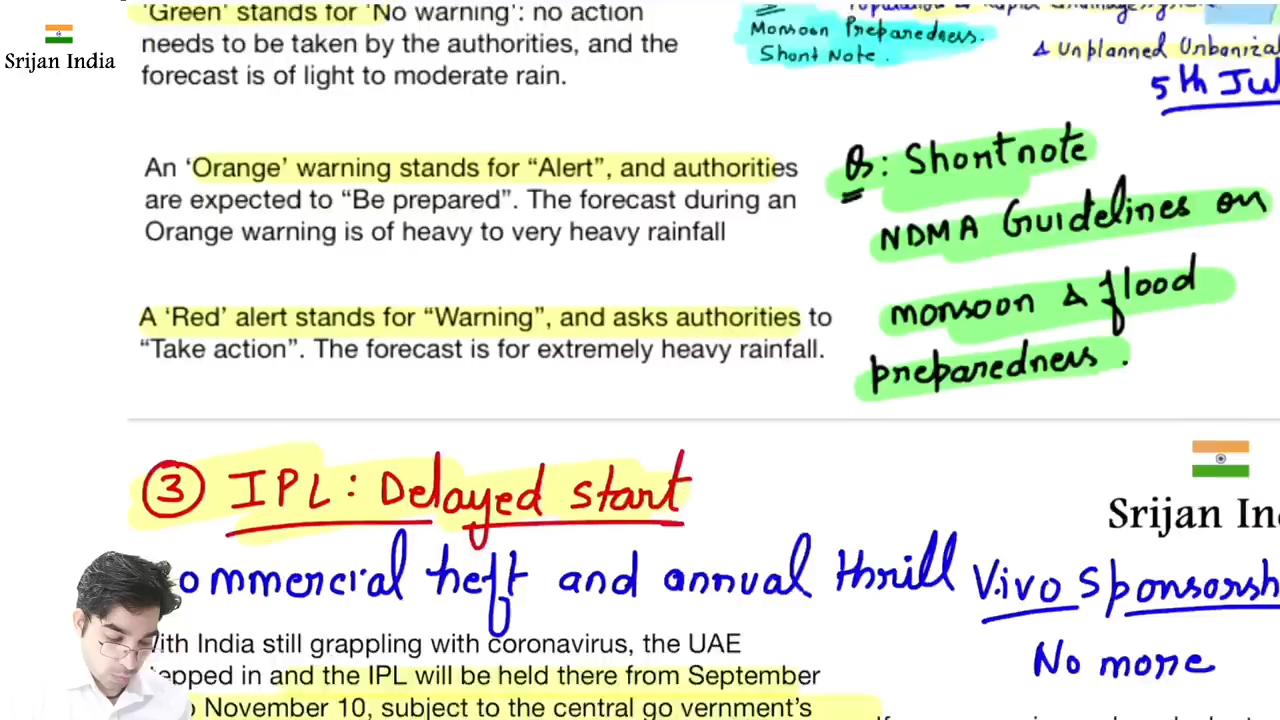 'Green' stands for 'No warning': no action
needs to be taken by the authorities, and the
forecast is of light to moderate rain.
Srijan India
Monsoon Preparedness.
Short Note.
& Unplanned Urbaniza
5th Ju
An ‘Orange’ warning stands for “Alert”, and authorities
are expected to “Be prepared”. The forecast during an
Orange warning is of heavy to very heavy rainfall
A ‘Red’ alert stands for “Warning”, and asks authorities to
“Take action”. The forecast is for extremely heavy rainfall.
Q: Short note
NDMA Guidelines on
monsoon & flood
preparedness.
3 IPL: Delayed start
Srijan In
ommercial heft and annual thrill
Vivo Sponsorsh
No more
ith India still grappling with coronavirus, the UAE
epped in and the IPL will be held there from September
November 10, subject to the central go vernment’s